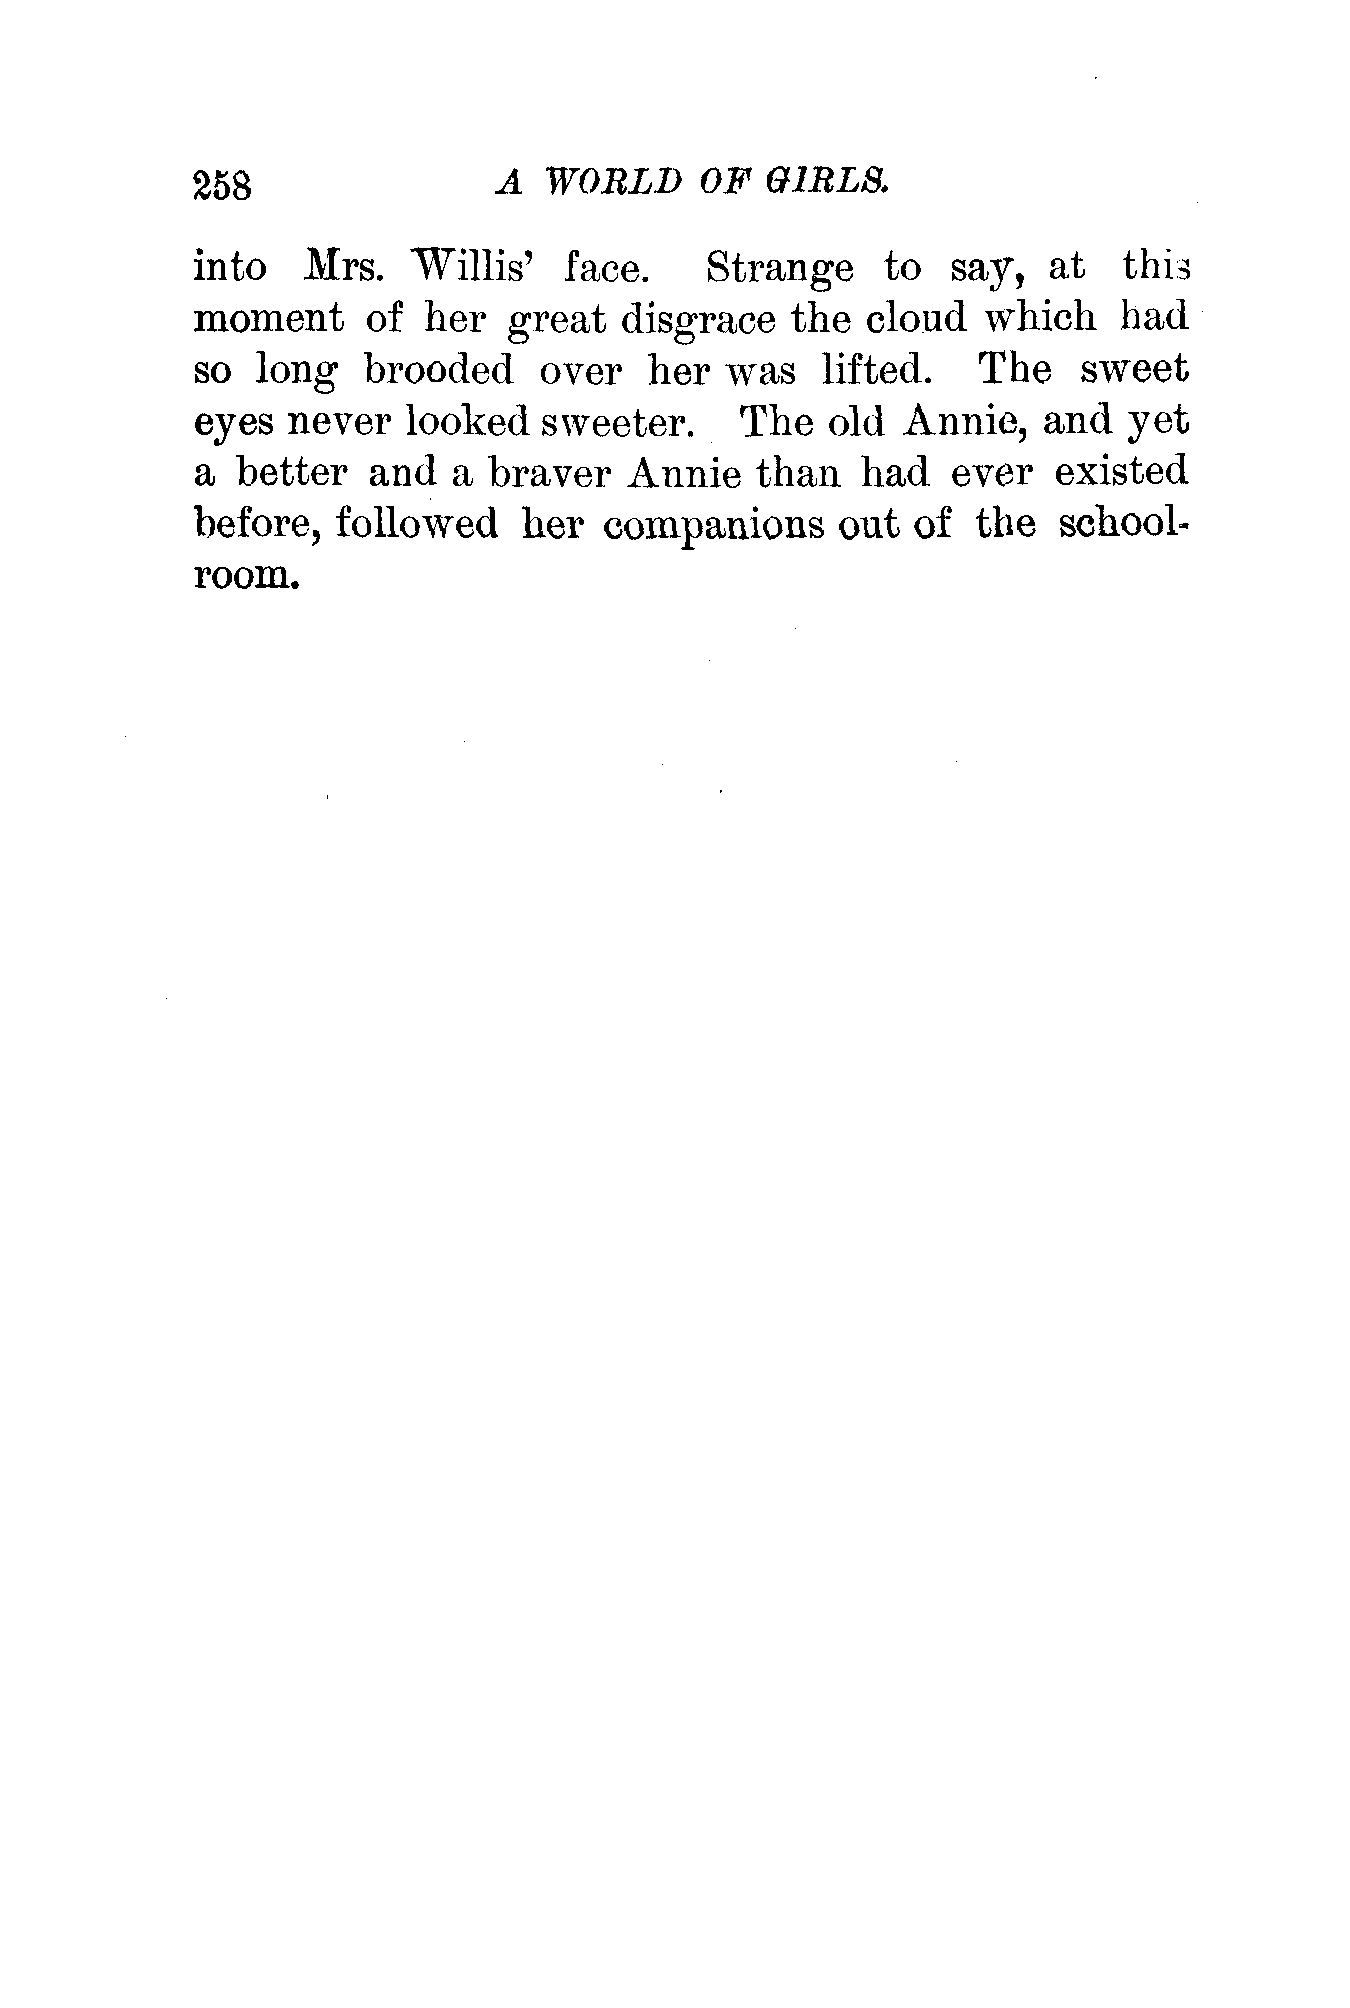 258 A WORLD OF GIRLS.
into Mrs. Willis' face. Strange to say, at this
moment of her great disgrace the cloud which had
so long brooded over her was lifted. The sweet
eyes never looked sweeter. The old Annie, and yet
a better and a braver Annie than had ever existed
before, followed her companions out of the school-
room.